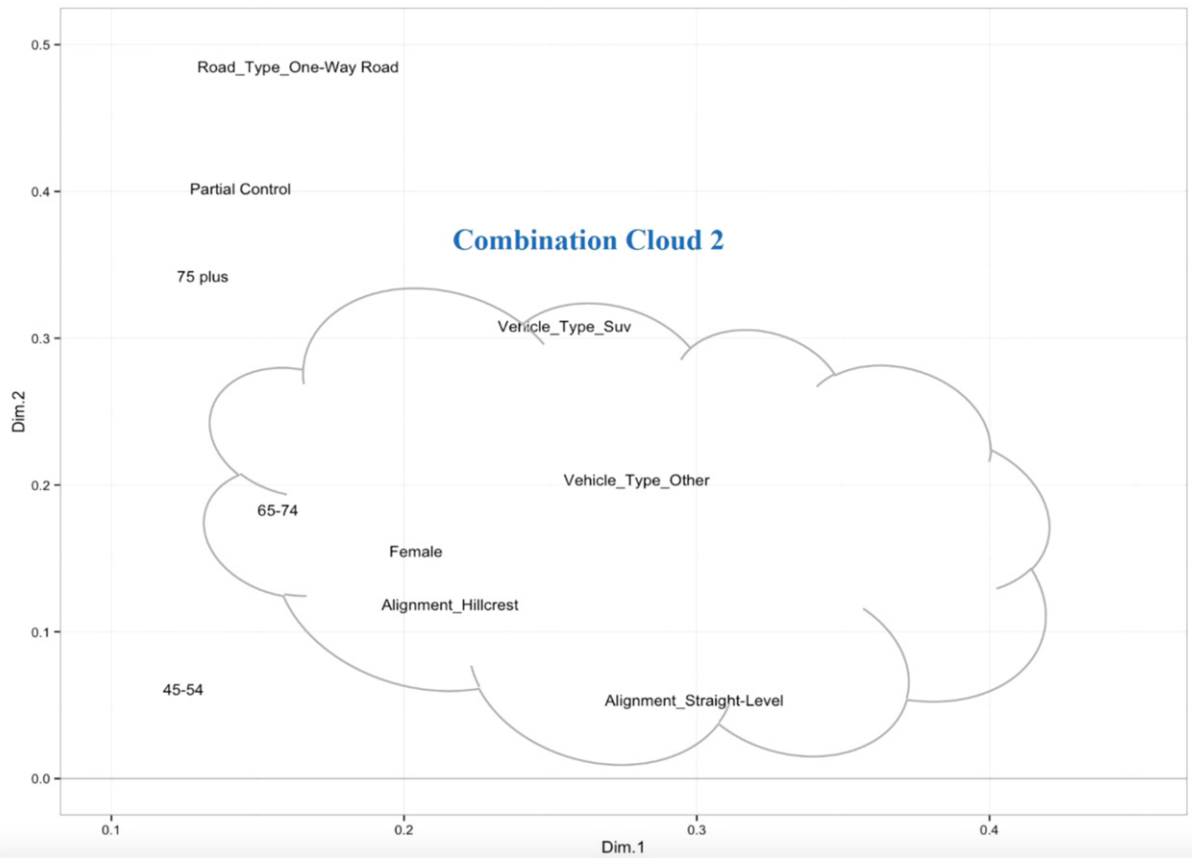 0.5
Road_Type_One-Way Road
0.4
Partial Control
Combination Cloud 2
75 plus
0.3
Vehicle_Type_Suv
Dim.2
0.2
Vehicle_Type_Other
65-74
Female
Alignment_Hillcrest
0.1
45-54
Alignment_Straight-Level
0.0
0.1 0.2 0.3 0.4
Dim.1